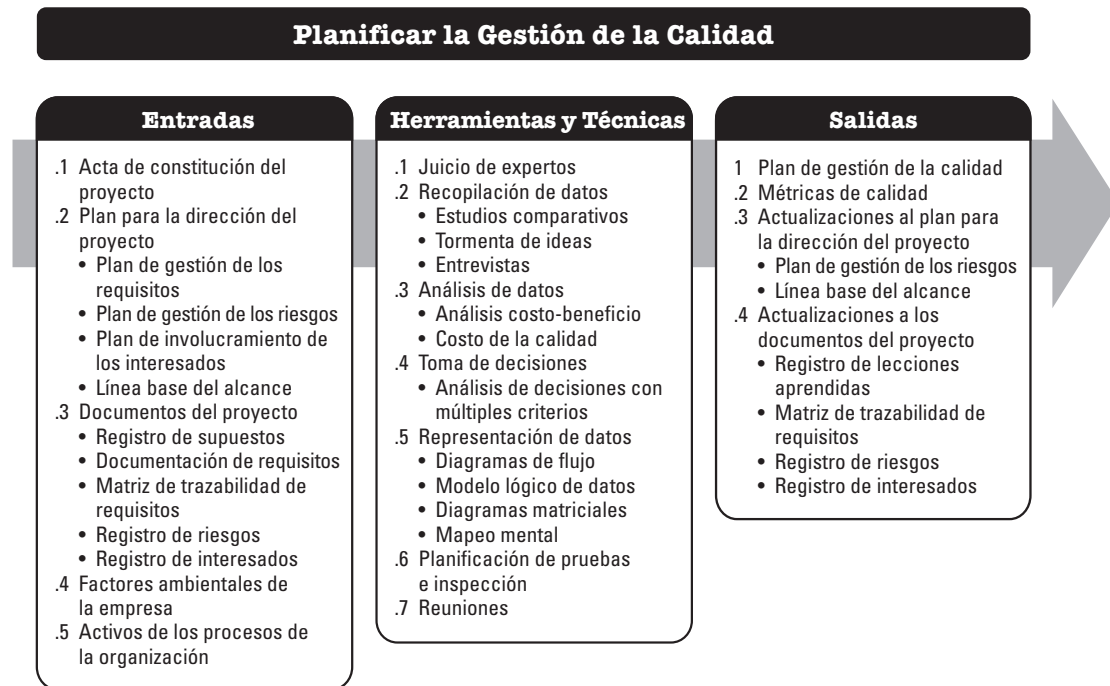 Planificar la Gestión de la Calidad
Entradas
.1 Acta de constitución del
proyecto
.2 Plan para la dirección del
proyecto
• Plan de gestión de los
requisitos
• Plan de gestión de los riesgos
• Plan de involucramiento de
los interesados
• Línea base del alcance
.3 Documentos del proyecto
• Registro de supuestos
• Documentación de requisitos
• Matriz de trazabilidad de
requisitos
• Registro de riesgos
• Registro de interesados
.4 Factores ambientales de
la empresa
.5 Activos de los procesos de
la organización
Herramientas y Técnicas
.1 Juicio de expertos
.2 Recopilación de datos
• Estudios comparativos
• Tormenta de ideas
• Entrevistas
.3 Análisis de datos
• Análisis costo-beneficio
• Costo de la calidad
.4 Toma de decisiones
• Análisis de decisiones con
múltiples criterios
.5 Representación de datos
• Diagramas de flujo
• Modelo lógico de datos
• Diagramas matriciales
• Mapeo mental
.6 Planificación de pruebas
e inspección
.7 Reuniones
Salidas
1 Plan de gestión de la calidad
.2 Métricas de calidad
.3 Actualizaciones al plan para
la dirección del proyecto
• Plan de gestión de los riesgos
• Línea base del alcance
.4 Actualizaciones a los
documentos del proyecto
• Registro de lecciones
aprendidas
• Matriz de trazabilidad de
requisitos
• Registro de riesgos
• Registro de interesados